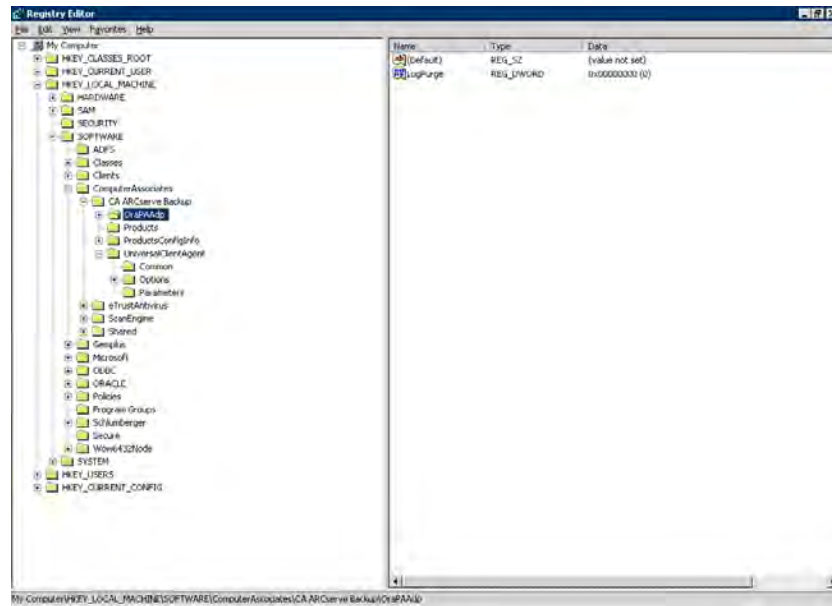 Registry Editor
File Edit View Favorites Help
My Computer
HKEY_CLASSES_ROOT
HKEY_CURRENT_USER
HKEY_LOCAL_MACHINE
HARDWARE
SAM
SECURITY
SOFTWARE
ADFS
Classes
Clients
ComputerAssociates
CA ARCserve Backup
OraPAAdp
Products
ProductsConfigInfo
UniversalClientAgent
Common
Options
Parameters
eTrustAntivirus
ScanEngine
Shared
Gemplus
Microsoft
ODBC
ORACLE
Policies
Program Groups
Schlumberger
Secure
Wow6432Node
SYSTEM
HKEY_USERS
HKEY_CURRENT_CONFIG
Name Type Data
(Default) REG_SZ (value not set)
LogPurge REG_DWORD 0x00000000 (0)
My Computer\HKEY_LOCAL_MACHINE\SOFTWARE\ComputerAssociates\CA ARCserve Backup\OraPAAdp